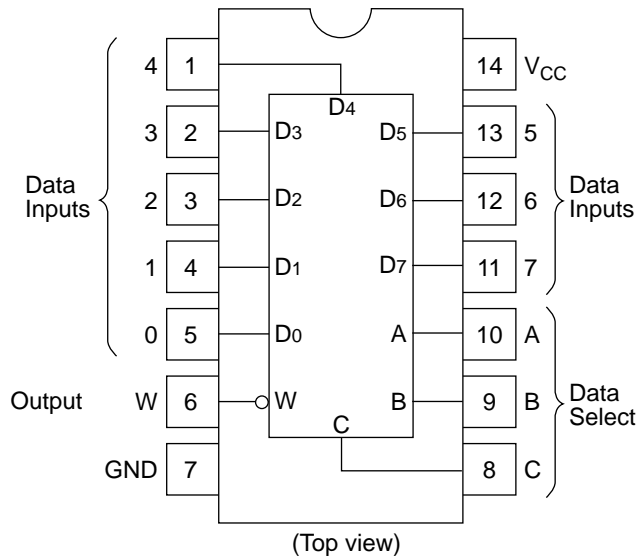 4 1 14 VCC
D4
3 2 D3 D5 13 5
Data Inputs
2 3 D2 D6 12 6
Data Inputs
1 4 D1 D7 11 7
0 5 D0 A 10 A
Output W 6 W B 9 B
Data Select
C
GND 7 8 C
(Top view)